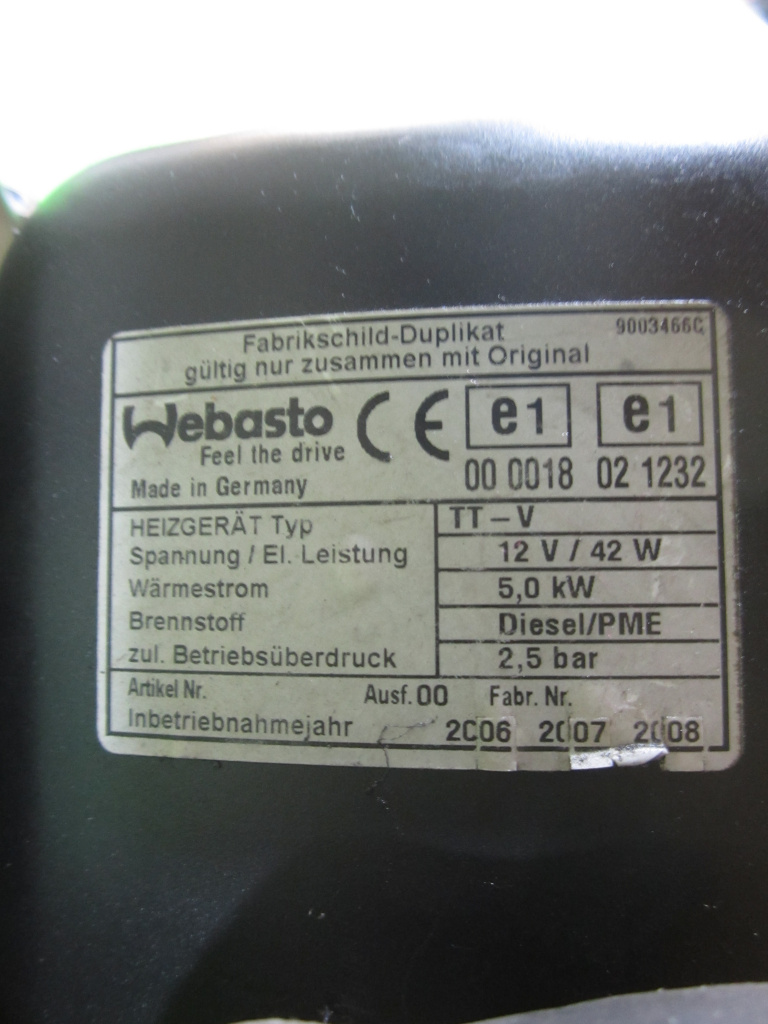 Fabrikschild-Duplikat
9003466C
gültig nur zusammen mit Original
Webasto CE e1 e1
Feel the drive
Made in Germany 00 0018 02 1232
HEIZGERÄT Typ TT-V
Spannung / El. Leistung 12 V / 42 W
Wärmestrom 5,0 kW
Brennstoff Diesel/PME
zul. Betriebsüberdruck 2,5 bar
Artikel Nr. Ausf. 00 Fabr. Nr.
Inbetriebnahmejahr 2006 2007 2008